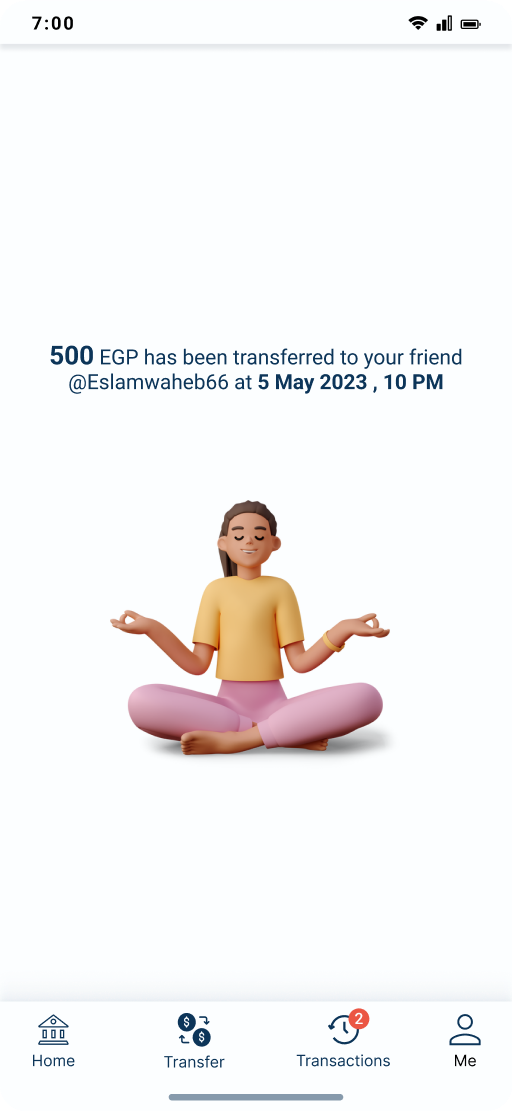 7:00
500 EGP has been transferred to your friend
@Eslamwaheb66 at 5 May 2023 , 10 PM
$
$
2
Home
Transfer
Transactions
Me